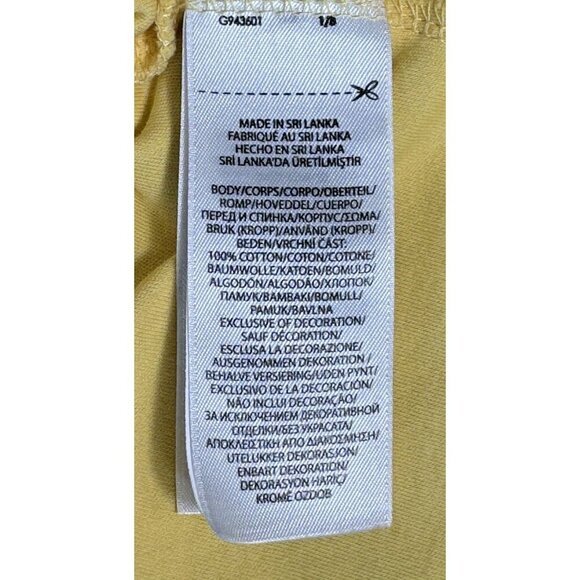 G943601 1/8
MADE IN SRI LANKA
FABRIQUÉ AU SRI LANKA
HECHO EN SRI LANKA
SRİ LANKA'DA ÜRETİLMİŞTİR
BODY/CORPS/CORPO/OBERTEIL/
ROMP/HOVEDDEL/CUERPO/
ПЕРЕД И СПИНКА/КОРПУС/ΣΩΜΑ/
BRUK (KROPP)/ANVÄND (KROPP)/
BEDEN/VRCHNÍ ČÁST:
100% COTTON/COTON/COTONE/
BAUMWOLLE/KATOEN/BOMULD/
ALGODÓN/ALGODÃO/ХЛОПОК/
ПАМУК/BAMBAKI/BOMULL/
PAMUK/BAVLNA
EXCLUSIVE OF DECORATION/
SAUF DÉCORATION/
ESCLUSA LA DECORAZIONE/
AUSGENOMMEN DEKORATION/
BEHALVE VERSIERING/UDEN PYNT/
EXCLUSIVO DE LA DECORACIÓN/
NÃO INCLUI DECORAÇÃO/
ЗА ИСКЛЮЧЕНИЕМ ДЕКОРАТИВНОЙ
ОТДЕЛКИ/БЕЗ УКРАСАТА/
ΑΠΟΚΛΕΙΣΤΙΚΗ ΑΠΟ ΔΙΑΚΟΣΜΗΣΗ/
UTELUKKER DEKORASJON/
ENBART DEKORATION/
DEKORASYON HARİÇ/
KROMĚ OZDOB